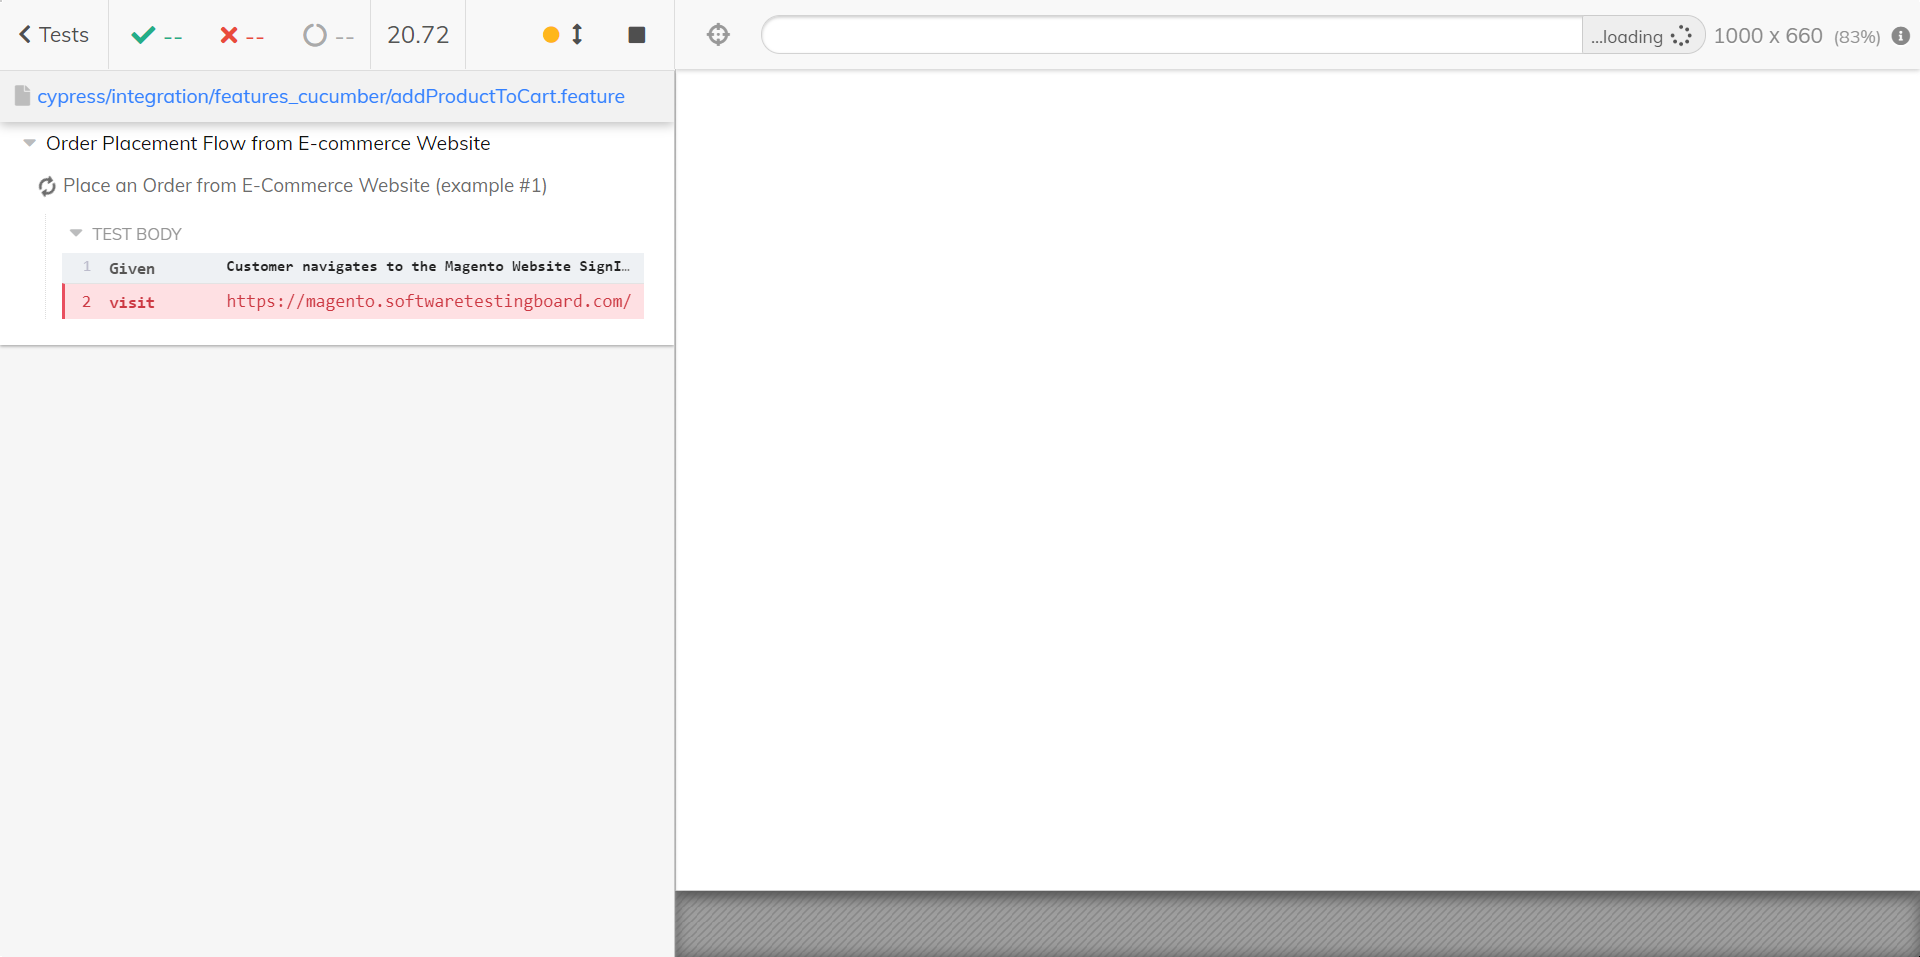 Tests -- -- -- 20.72 ...loading 1000 x 660 (83%)
cypress/integration/features_cucumber/addProductToCart.feature
Order Placement Flow from E-commerce Website
Place an Order from E-Commerce Website (example #1)
TEST BODY
1 Given Customer navigates to the Magento Website SignI…
2 visit https://magento.softwaretestingboard.com/